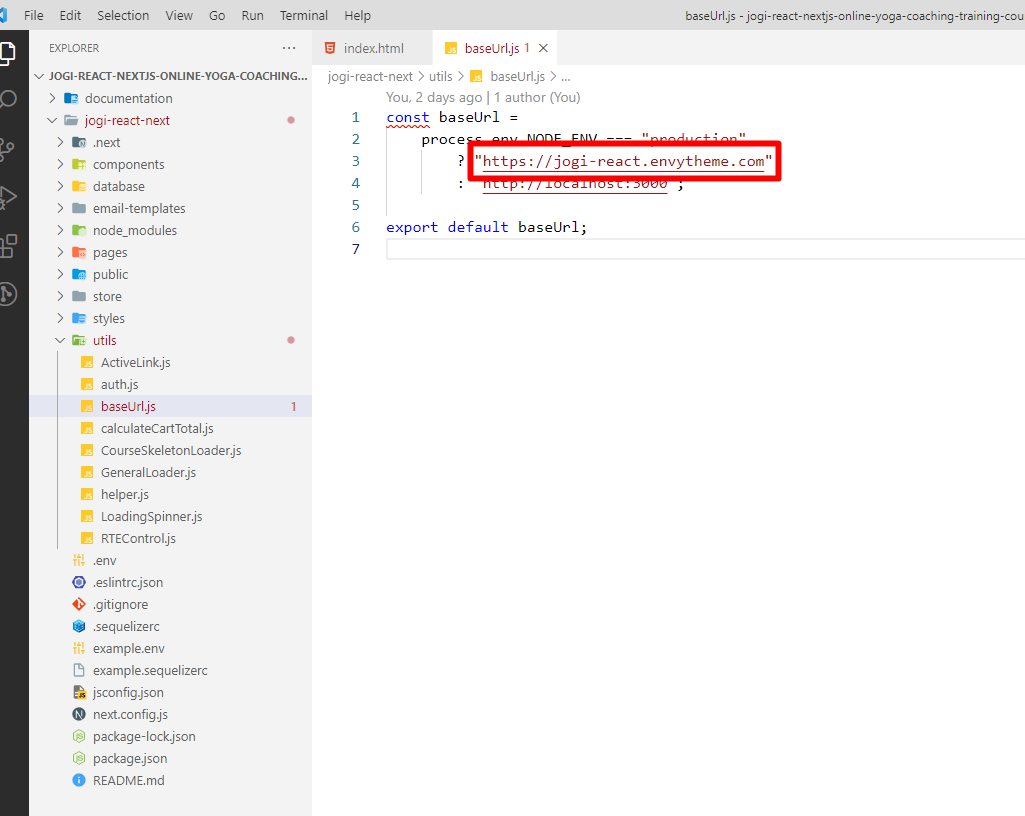 File Edit Selection View Go Run Terminal Help
baseUrl.js - jogi-react-nextjs-online-yoga-coaching-training-cou
EXPLORER
JOGI-REACT-NEXTJS-ONLINE-YOGA-COACHING...
documentation
jogi-react-next
.next
components
database
email-templates
node_modules
pages
public
store
styles
utils
ActiveLink.js
auth.js
baseUrl.js 1
calculateCartTotal.js
CourseSkeletonLoader.js
GeneralLoader.js
helper.js
LoadingSpinner.js
RTEControl.js
.env
.eslintrc.json
.gitignore
.sequelizerc
example.env
example.sequelizerc
jsconfig.json
next.config.js
package-lock.json
package.json
README.md
index.html baseUrl.js 1
jogi-react-next > utils > baseUrl.js > ...
You, 2 days ago | 1 author (You)
1 const baseUrl =
2 process.env.NODE_ENV === "production"
3 ? "https://jogi-react.envytheme.com"
4 : "http://localhost:3000";
5
6 export default baseUrl;
7